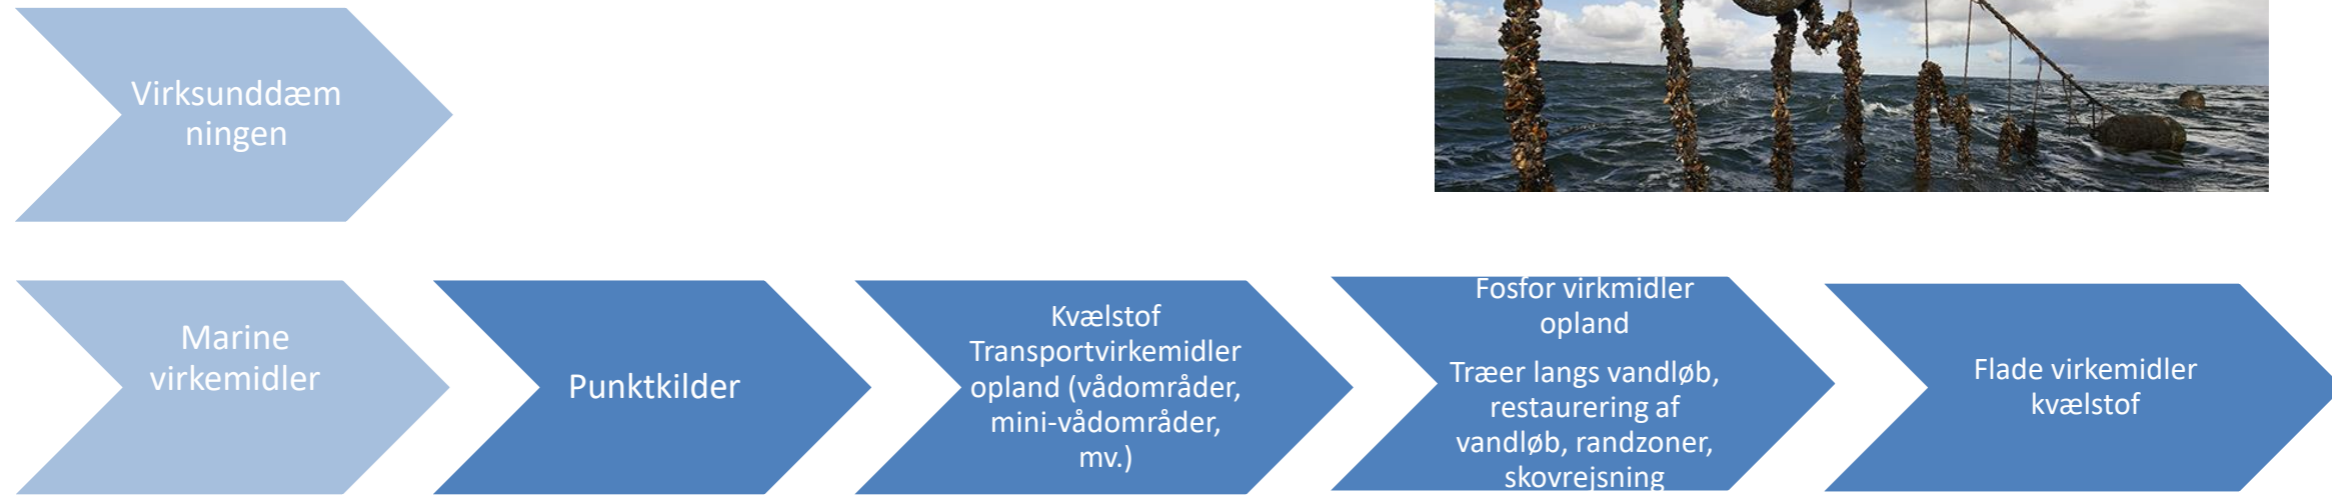 Virksunddæm
ningen
Marine
virkemidler
Punktkilder
Kvælstof
Transportvirkemidler
opland (vådområder,
mini-vådområder,
mv.)
Fosfor virkmidler
opland
Træer langs vandløb,
restaurering af
vandløb, randzoner,
skovrejsning
Flade virkemidler
kvælstof